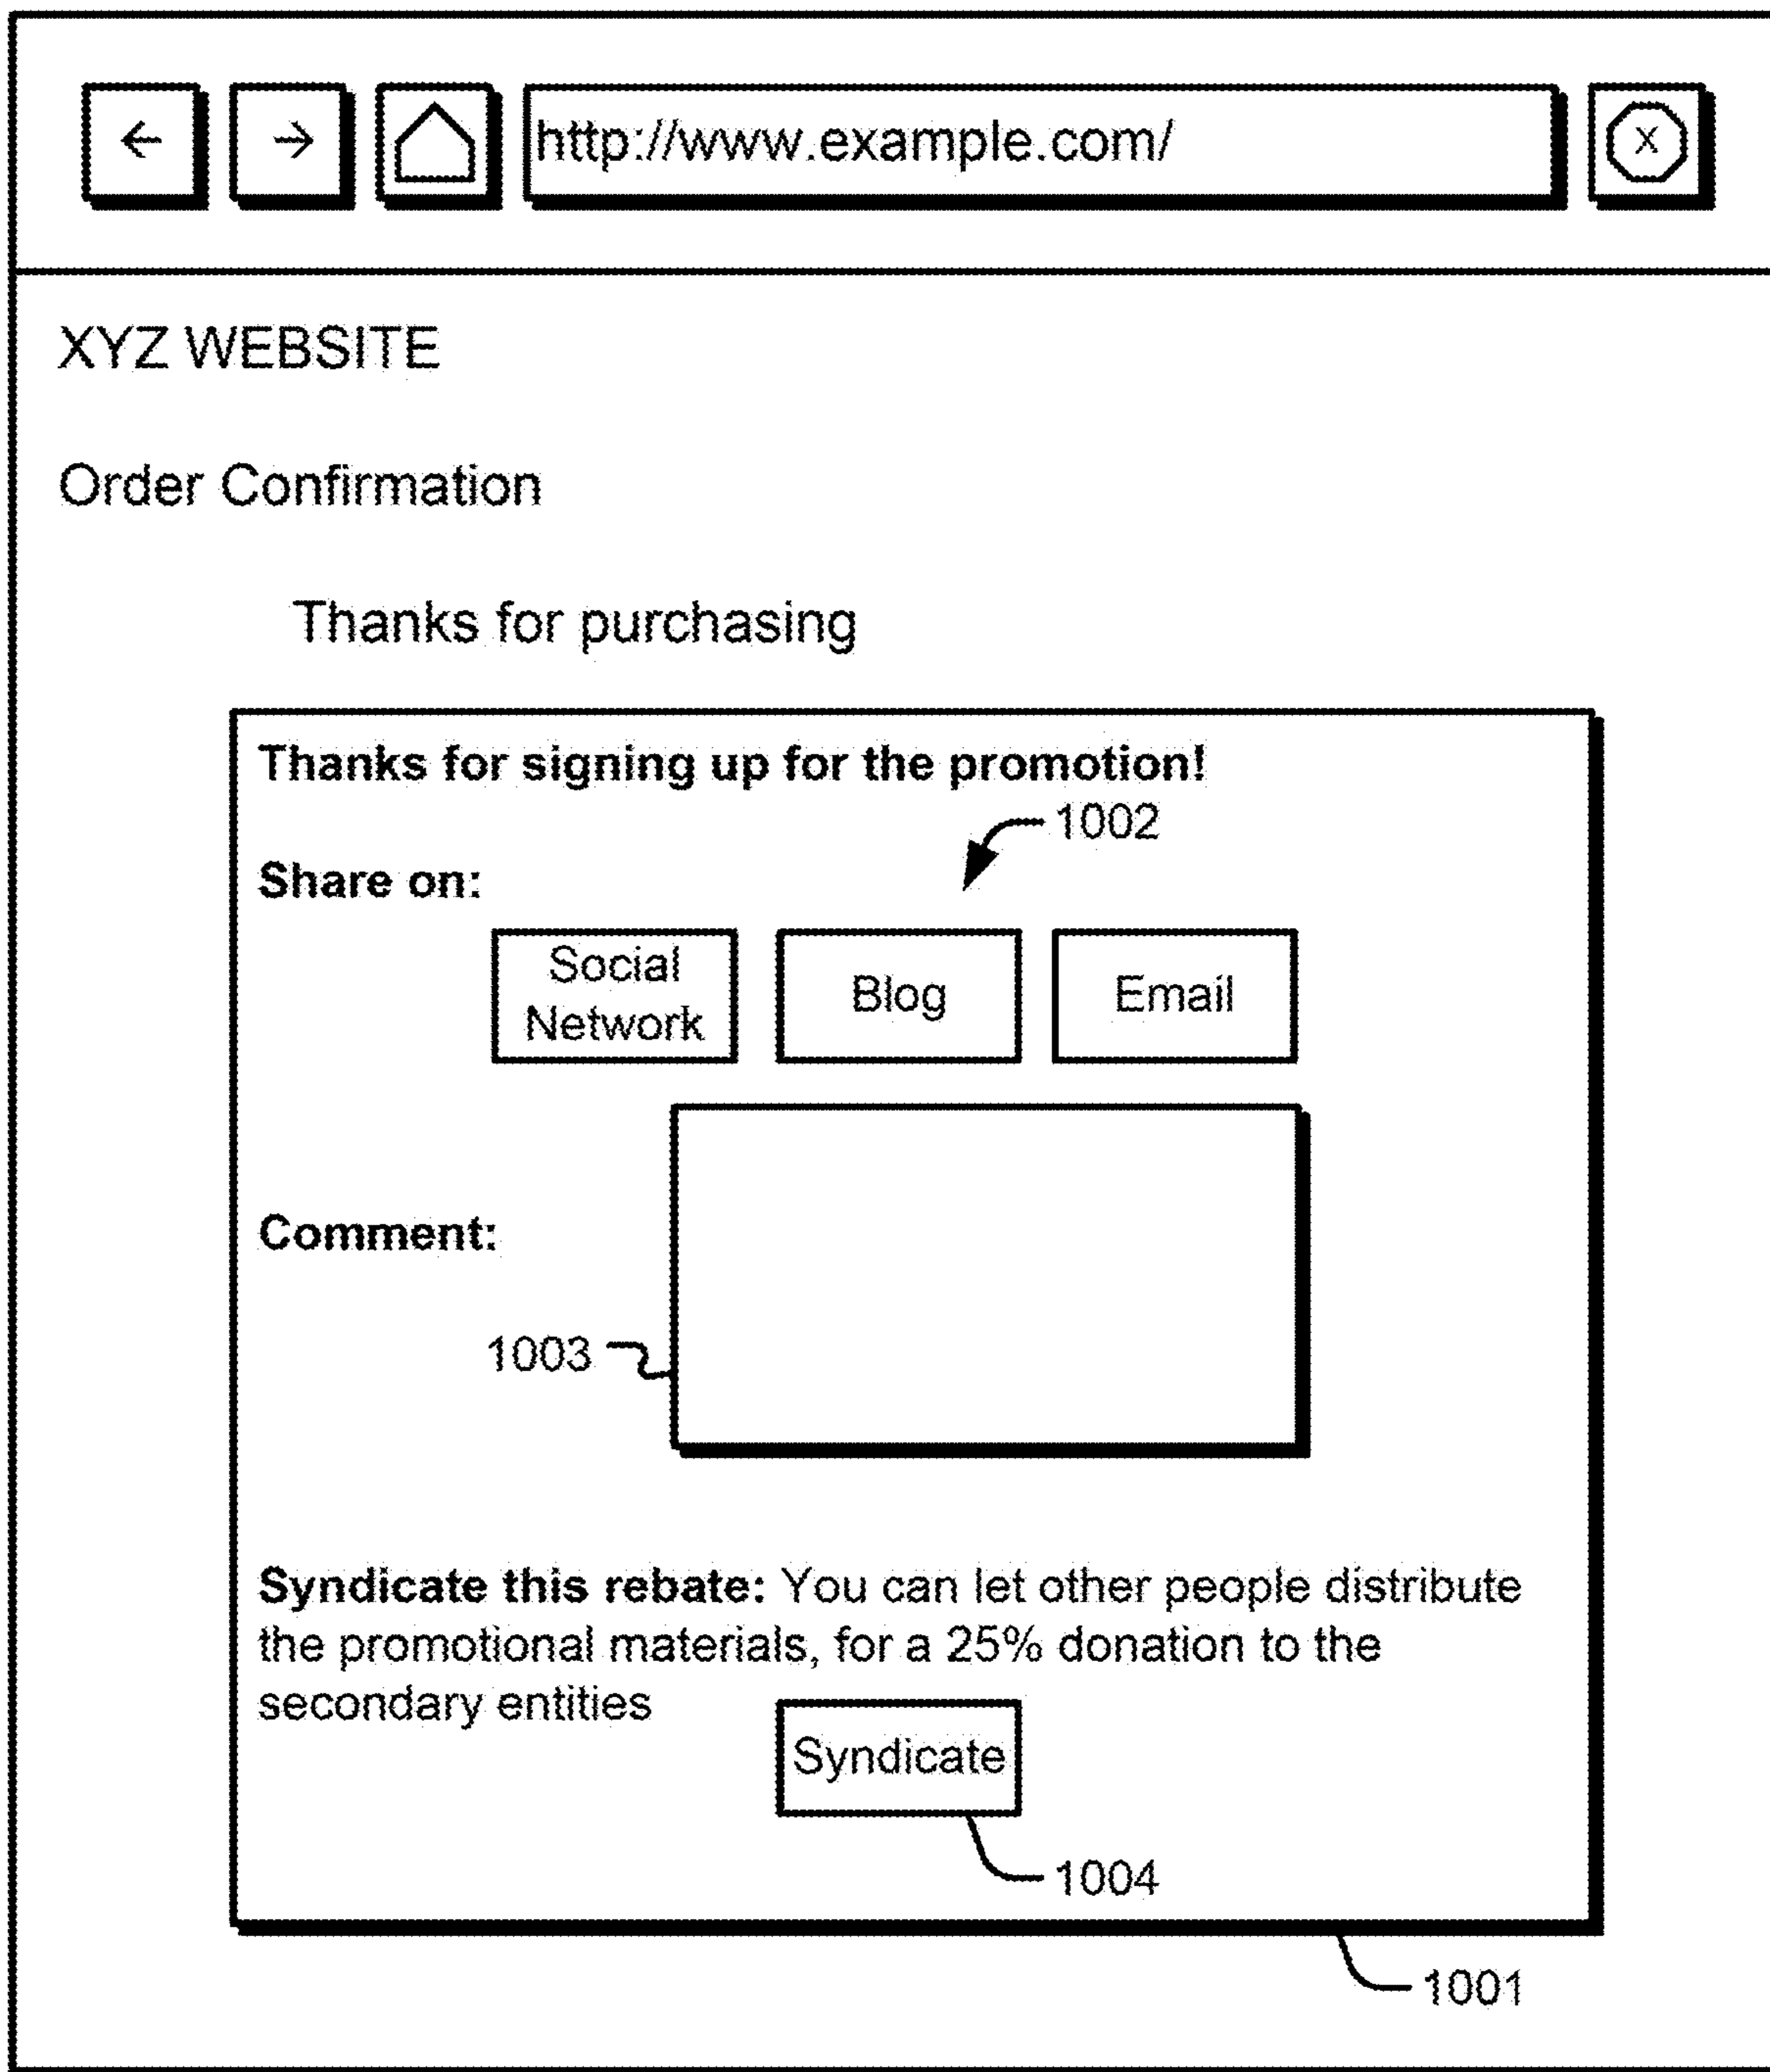 ← → http://www.example.com/ x
XYZ WEBSITE
Order Confirmation
Thanks for purchasing
Thanks for signing up for the promotion!
1002
Share on:
Social
Network
Blog
Email
Comment:
1003
Syndicate this rebate: You can let other people distribute
the promotional materials, for a 25% donation to the
secondary entities
Syndicate
1004
1001